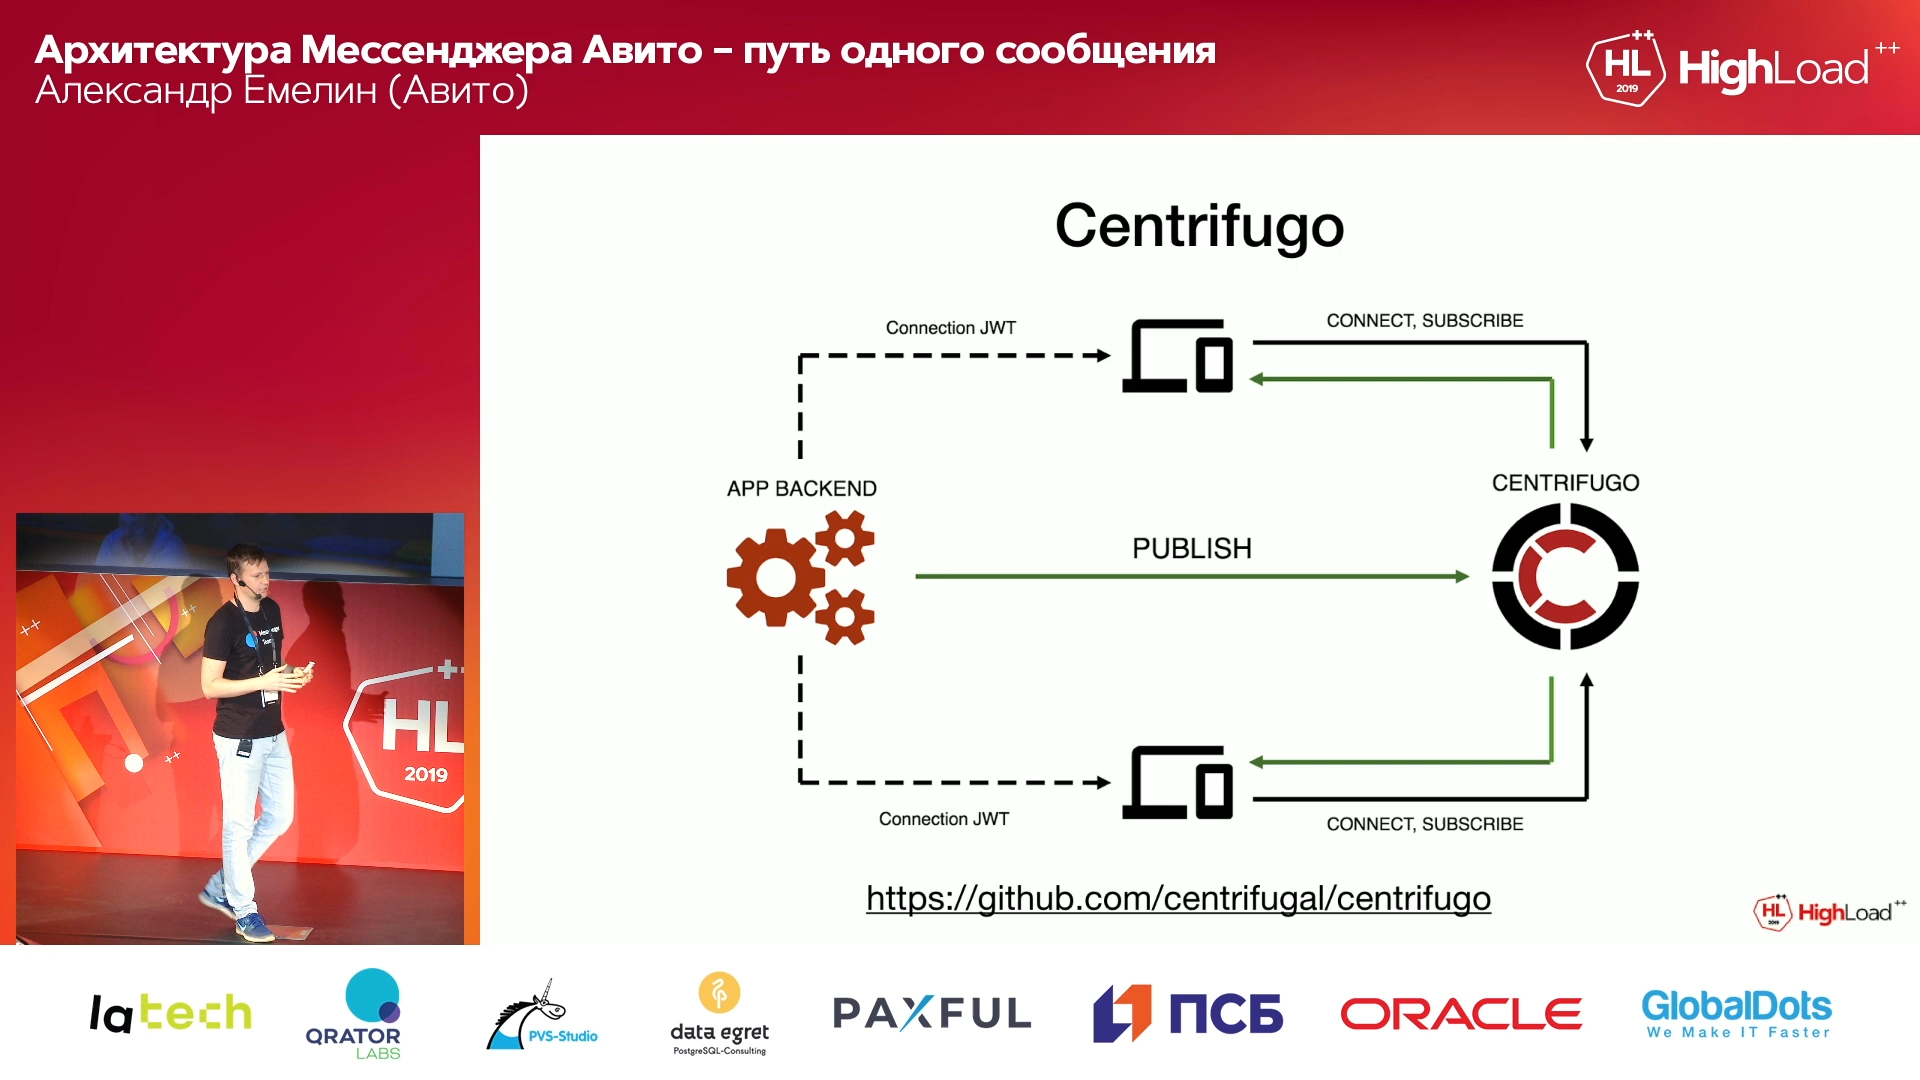 Архитектура Мессенджера Авито – путь одного сообщения
Александр Емелин (Авито)
++
HL
2019
HighLoad++
Centrifugo
Connection JWT
CONNECT, SUBSCRIBE
APP BACKEND
CENTRIFUGO
PUBLISH
Connection JWT
CONNECT, SUBSCRIBE
https://github.com/centrifugal/centrifugo
++
HL
2019
HighLoad++
++
++
++
++
HL
2019
latech
QRATOR
LABS
PVS-Studio
data egret
PostgreSQL-Consulting
PAXFUL
ПСБ
ORACLE
GlobalDots
We Make IT Faster